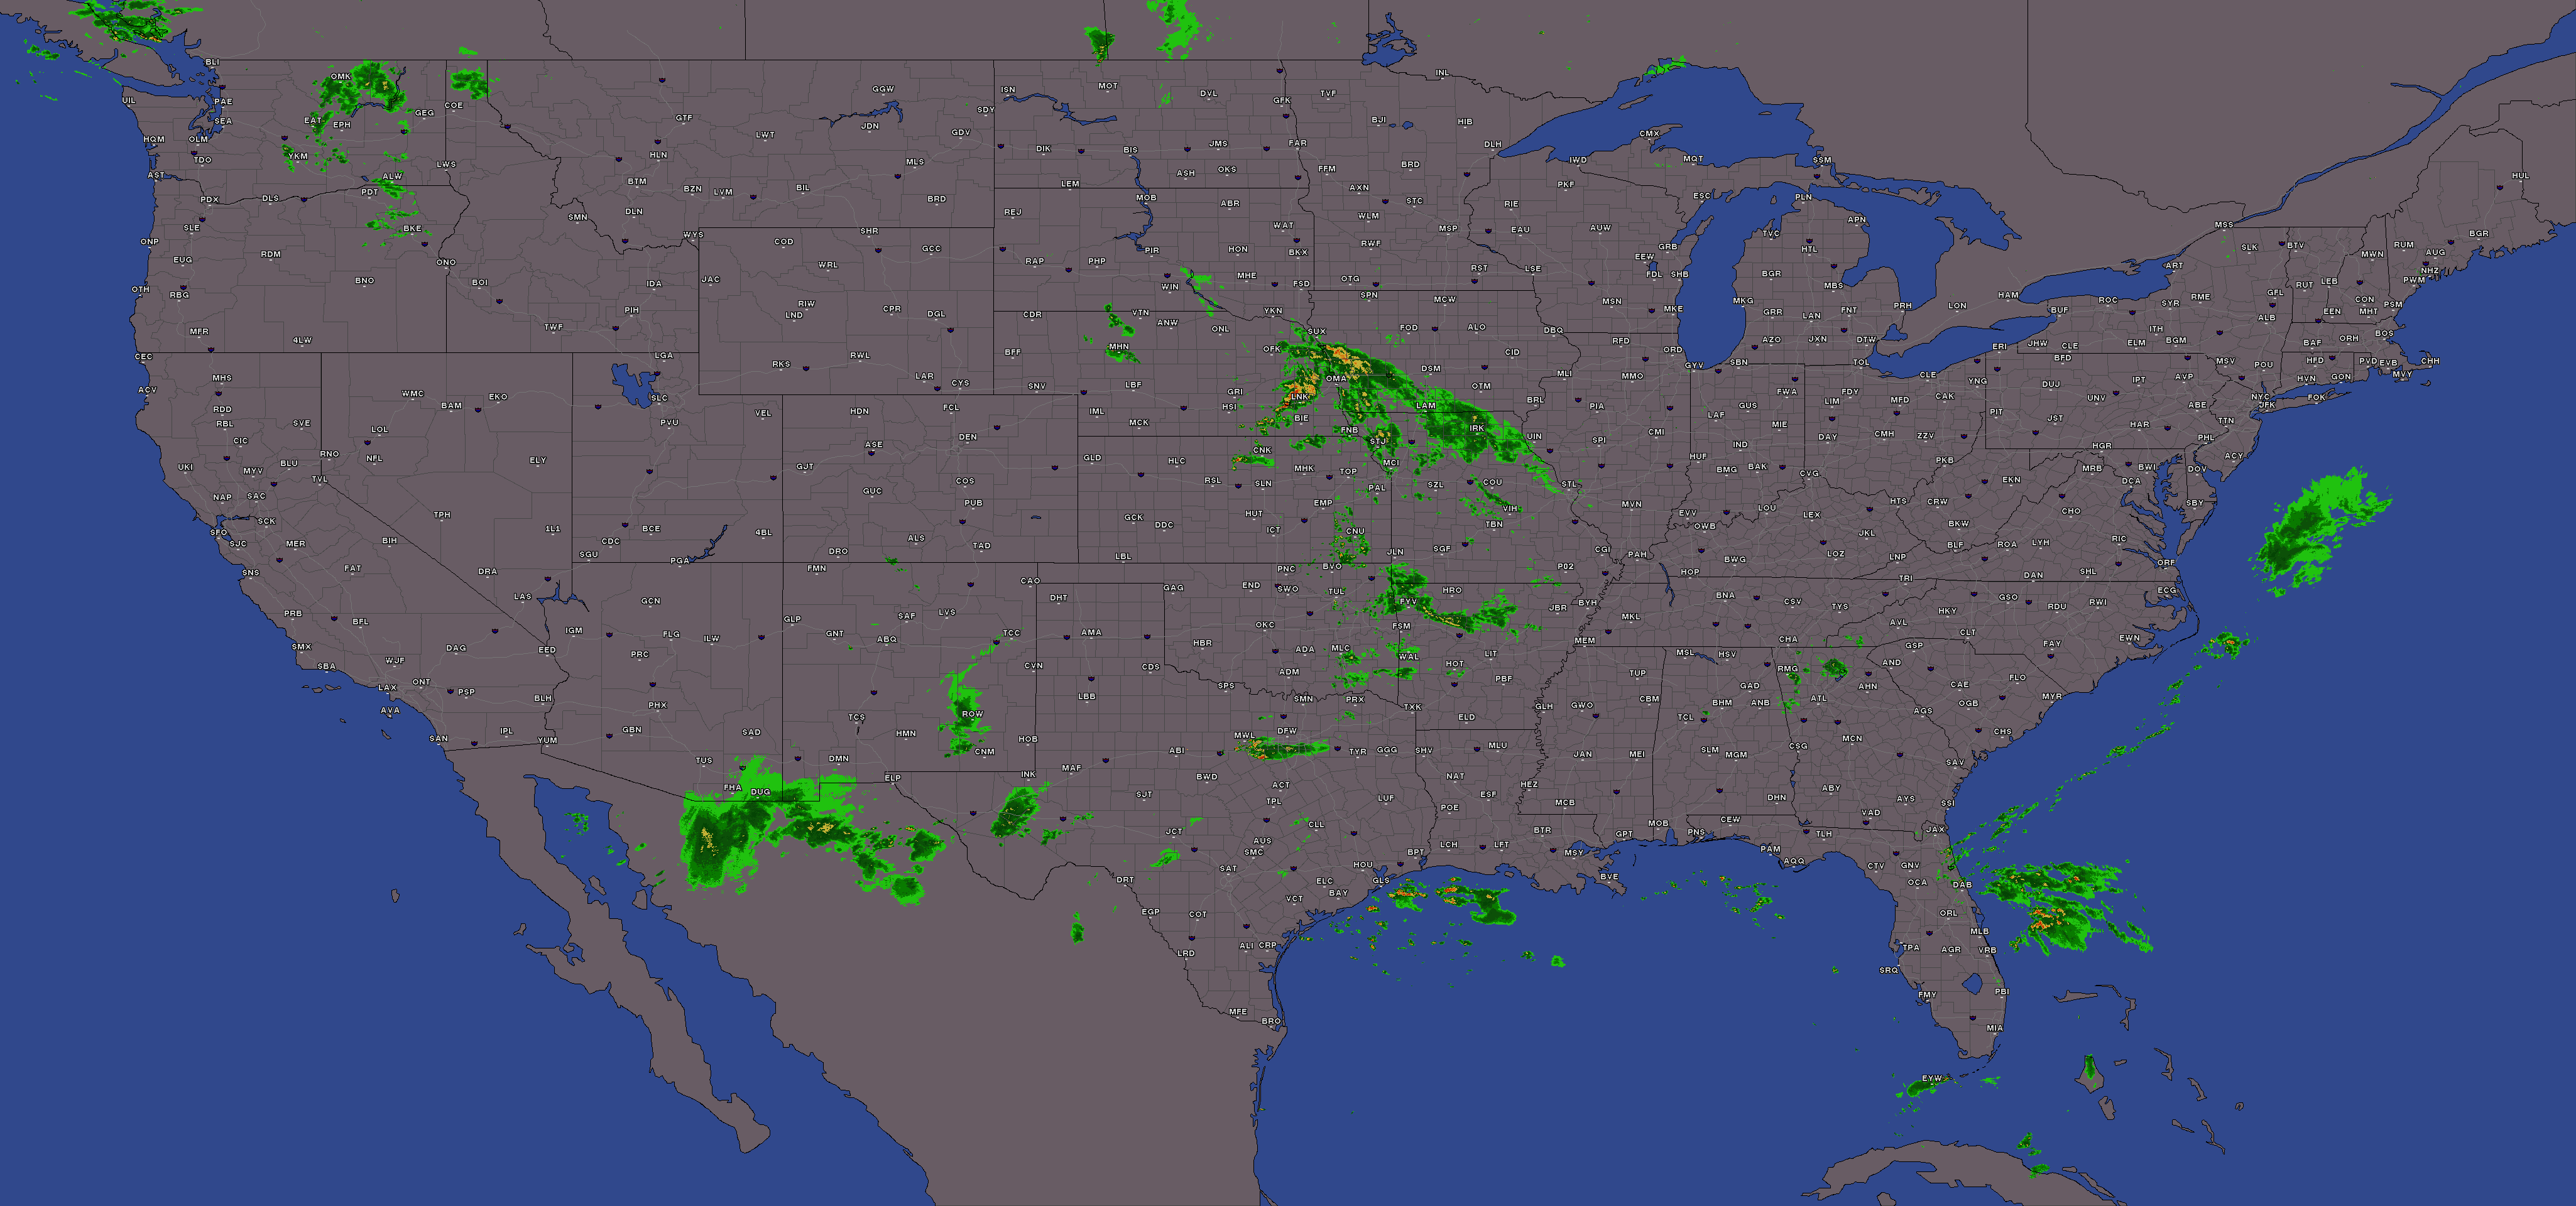 BLI
OMK
UIL
PAE
COE
GEG
SEA
EAT
EPH
HQM
OLM
TDO
YKM
LWS
AST
ALW
PDT
PDX
DLS
SLE
BKE
ONP
EUG
RDM
ONO
BNO
BOI
OTH
RBG
MFR
4LW
TWF
PIH
IDA
CEC
GTF
LWT
HLN
BTM
BZN
LVM
BIL
SMN
DLN
WYS
GGW
JDN
MLS
BRD
SDY
GDV
ISN
MOT
DVL
GFK
TVF
INL
BJI
HIB
DLH
DIK
BIS
JMS
FAR
FFM
BRD
ASH
OKS
LEM
MOB
ABR
AXN
STC
REJ
WAT
WLM
MSP
RIE
EAU
AUW
IWD
CMX
MQT
SSM
PKF
ESC
PLN
APN
COD
SHR
GCC
WRL
JAC
RIW
LND
CPR
DGL
RAP
PHP
PIR
HON
BKX
RWF
MHE
WIN
FSD
OTG
RST
LSE
SPN
MCW
YKN
CDR
VTN
ANW
ONL
SUX
FOD
ALO
DBQ
MHN
OFK
BFF
LBF
GRI
OMA
DSM
CID
MLI
OTM
BRL
LGA
RKS
RWL
LAR
CYS
SNV
SLC
PVU
VEL
HDN
FCL
DEN
IML
MCK
HSI
LNK
BIE
LAM
IRK
FNB
STJ
UIN
GRB
EEW
FDL
SHB
TVC
HTL
BGR
MBS
MSN
MKE
MKG
GRR
LAN
FNT
PRH
LON
HAM
RFD
ORD
AZO
JXN
DTW
GYY
SBN
TOL
MMO
PIA
FWA
FDY
CLE
YNG
CAK
GUS
LIM
MFD
LAF
MIE
DAY
CMH
ZZV
SPI
CMI
IND
HUF
BMG
BAK
CVG
PKB
MSS
SLK
BTV
MWN
RUM
BGR
AUG
HUL
ART
NHZ
PWM
RUT
LEB
GFL
CON
PSM
RME
SYR
ROC
BUF
ALB
EEN
MHT
ITH
BOS
ERI
JHW
CLE
BFD
ELM
BGM
BAF
ORH
MSV
POU
HFD
PVD
EVB
CHH
DUJ
IPT
AVP
HVN
GON
MVY
UNV
ABE
NYC
JFK
FOK
PIT
JST
HAR
TTN
PHL
HGR
ACY
MRB
BWI
DOV
EKN
DCA
SBY
CHO
MHS
ACV
RDD
RBL
SVE
CIC
WMC
BAM
EKO
LOL
NFL
RNO
ELY
UKI
MYV
BLU
TVL
NAP
SAC
SCK
SFO
SJC
MER
TPH
BIH
SNS
FAT
1L1
BCE
CDC
SGU
PGA
4BL
GJT
ASE
GUC
COS
PUB
GLD
HLC
CNK
MHK
TOP
MCI
RSL
SLN
PAL
SZL
COU
STL
MVN
EMP
VIH
GCK
DDC
HUT
ICT
CNU
TBN
ALS
TAD
DRO
LBL
JLN
SGF
CGI
PAH
EVV
OWB
LOU
LEX
HTS
CRW
BKW
JKL
BWG
LOZ
LNP
BLF
ROA
LYH
RIC
PRB
BFL
DRA
LAS
GCN
FMN
CAO
DHT
GAG
PNC
BVO
P02
HOP
TRI
DAN
SHL
ORF
END
SWO
TUL
FYV
HRO
JBR
BYH
MKL
BNA
CSV
TYS
HKY
GSO
RDU
RWI
ECG
SMX
SBA
WJF
DAG
IGM
EED
FLG
ILW
GLP
GNT
ABQ
SAF
LVS
TCC
AMA
HBR
OKC
FSM
MEM
AVL
CLT
FAY
EWN
PRC
CVN
CDS
ADA
MLC
WAL
HOT
LIT
MSL
HSV
CHA
RMG
GSP
AND
LAX
ONT
PSP
BLH
AVA
PHX
ROW
LBB
SPS
ADM
PBF
TUP
GAD
AHN
CAE
FLO
SAN
IPL
YUM
GBN
SAD
TCS
HMN
CNM
HOB
SMN
PRX
TXK
ELD
GLH
GWO
CBM
TCL
BHM
ANB
ATL
AGS
OGB
MYR
TUS
DMN
ELP
ABI
MWL
DFW
TYR
GGG
SHV
MLU
JAN
MEI
SLM
MGM
CSG
MCN
CHS
SAV
FHA
DUG
INK
MAF
SJT
BWD
ACT
TPL
LUF
NAT
ESF
POE
HEZ
MCB
DHN
ABY
AYS
VAD
SSI
JCT
AUS
SMC
CLL
BTR
GPT
MOB
PNS
CEW
TLH
JAX
PAM
AQQ
DRT
SAT
HOU
BPT
LCH
LFT
MSY
BVE
CTV
GNV
OCA
DAB
ELC
BAY
GLS
VCT
EGP
COT
ORL
MLB
LRD
ALI
CRP
TPA
AGR
VRB
SRQ
FMY
PBI
MFE
BRO
MIA
EYW